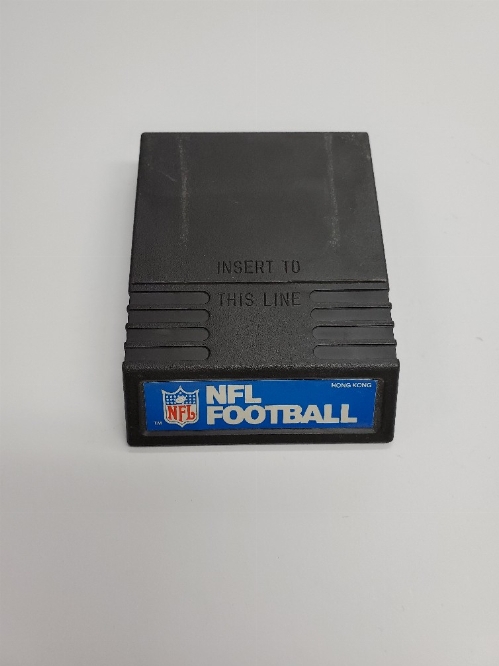 INSERT TO
THIS LINE
HONG KONG
NFL
TM
NFL
FOOTBALL